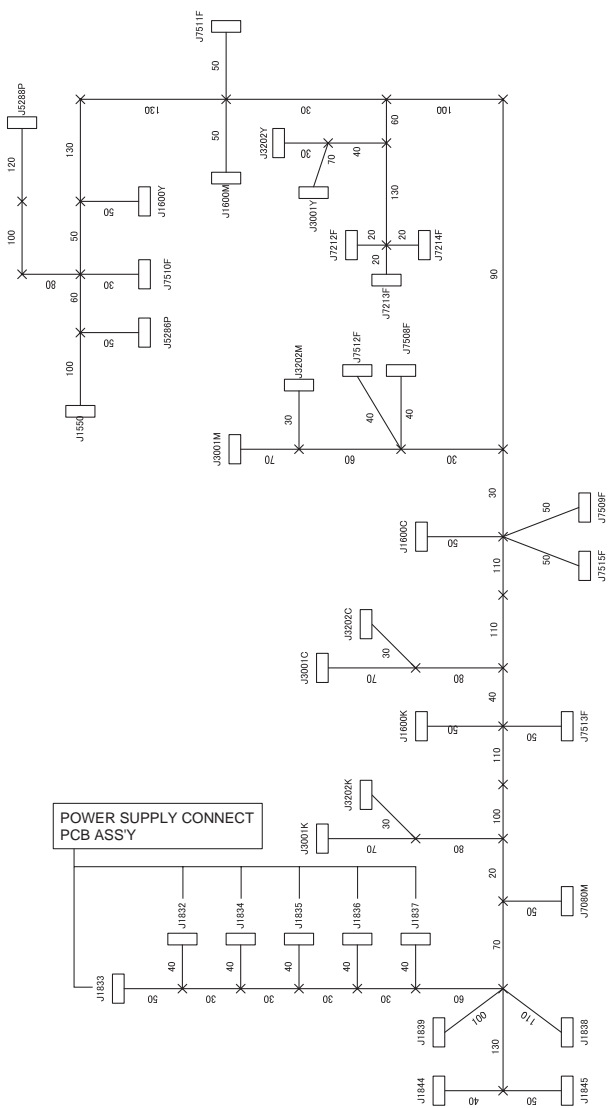 J7511F
50
J5288P
120
100
80
130
130
50
J1600Y
50
60
30
J7510F
50
J5286P
100
J1550
50
J1600M
30
60
100
J3202Y
30
70
40
J3001Y
130
J7212F
20
20
20
J7213F
J7214F
90
J3202M
30
J3001M
70
60
30
J7512F
40
J7508F
40
30
J1600C
50
110
50
J7509F
50
J7515F
J3202C
30
J3001C
70
80
110
40
J1600K
50
50
J7513F
110
J3202K
30
J3001K
70
80
100
20
50
J7080M
70
POWER SUPPLY CONNECT
PCB ASS'Y
J1833
J1832
J1834
J1835
J1836
J1837
40
40
40
40
40
50
30
30
30
30
60
J1839
100
110
J1838
130
J1844
40
50
J1845